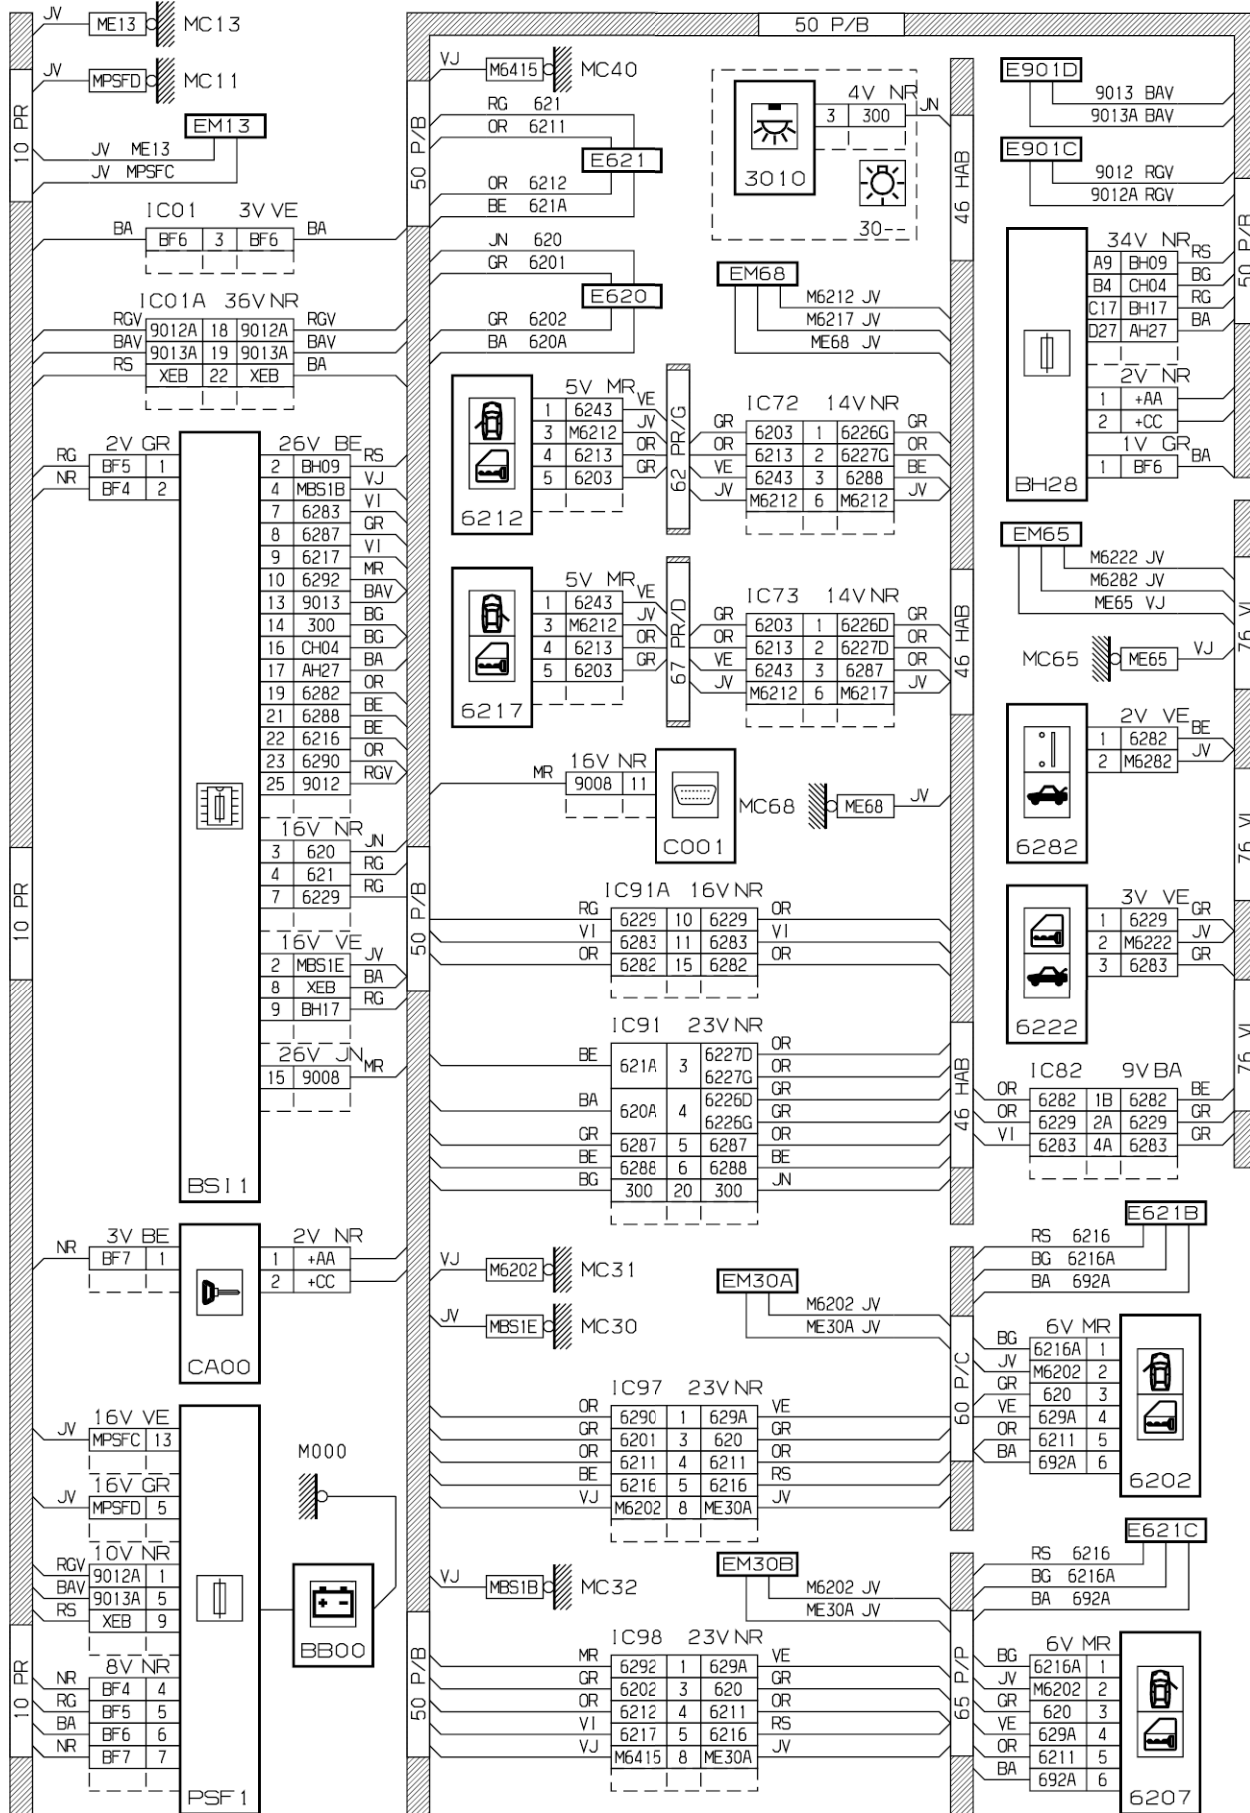 JV ME13 MC13
JV MPSFD MC11
EM13
JV ME13
JV MPSFC
10 PR
IC01 3V VE
BA BF6 3 BF6 BA
IC01A 36V NR
RGV 9012A 18 9012A RGV
BAV 9013A 19 9013A BAV
RS XEB 22 XEB BA
2V GR
RG BF5 1
NR BF4 2
26V BE
2 BH09 RS
4 MBS1B VJ
7 6283 VI
8 6287 GR
9 6217 VI
10 6292 MR
13 9013 BAV
14 300 BG
16 CH04 BG
17 AH27 BA
19 6282 OR
21 6288 BE
22 6216 BE
23 6290 OR
25 9012 RGV
16V NR
3 620 JN
4 621 RG
7 6229 RG
16V VE
2 MBS1E JV
8 XEB BA
9 BH17 RG
26V JN
15 9008 MR
BSI1
10 PR
3V BE
NR BF7 1
2V NR
1 +AA
2 +CC
CA00
16V VE
JV MPSFC 13
16V GR
JV MPSFD 5
10V NR
RGV 9012A 1
BAV 9013A 5
RS XEB 9
8V NR
NR BF4 4
RG BF5 5
BA BF6 6
NR BF7 7
PSF1
10 PR
M000
BB00
50 P/B
VJ M6415 MC40
RG 621
OR 6211
E621
OR 6212
BE 621A
50 P/B
JN 620
GR 6201
E620
GR 6202
BA 620A
3010
4V NR
3 300 JN
30--
46 HAB
EM68
M6212 JV
M6217 JV
ME68 JV
5V MR
1 6243 VE
3 M6212 JV
4 6213 OR
5 6203 GR
6212
62 PR/G
IC72 14V NR
GR 6203 1 6226G GR
OR 6213 2 6227G OR
VE 6243 3 6288 BE
JV M6212 6 M6212 JV
5V MR
1 6243 VE
3 M6212 JV
4 6213 OR
5 6203 GR
6217
67 PR/D
IC73 14V NR
GR 6203 1 6226D GR
OR 6213 2 6227D OR
VE 6243 3 6287 OR
JV M6212 6 M6217 JV
46 HAB
16V NR
MR 9008 11
C001
MC68 ME68 JV
50 P/B
IC91A 16V NR
RG 6229 10 6229 OR
VI 6283 11 6283 VI
OR 6282 15 6282 OR
IC91 23V NR
BE 621A 3 6227D OR
6227G OR
BA 620A 4 6226D GR
6226G GR
GR 6287 5 6287 OR
BE 6288 6 6288 BE
BG 300 20 300 JN
46 HAB
VJ M6202 MC31
JV MBS1E MC30
EM30A
M6202 JV
ME30A JV
IC97 23V NR
OR 6290 1 629A VE
GR 6201 3 620 GR
OR 6211 4 6211 OR
BE 6216 5 6216 RS
VJ M6202 8 ME30A JV
60 P/C
VJ MBS1B MC32
EM30B
M6202 JV
ME30A JV
50 P/B
IC98 23V NR
MR 6292 1 629A VE
GR 6202 3 620 GR
OR 6212 4 6211 OR
VI 6217 5 6216 RS
VJ M6415 8 ME30A JV
65 P/P
E901D
9013 BAV
9013A BAV
E901C
9012 RGV
9012A RGV
50 P/B
34V NR
A9 BH09 RS
B4 CH04 BG
C17 BH17 RG
D27 AH27 BA
2V NR
1 +AA
2 +CC
1V GR
1 BF6 BA
BH28
EM65
M6222 JV
M6282 JV
ME65 VJ
76 VL
MC65 ME65 VJ
2V VE
1 6282 BE
2 M6282 JV
6282
76 VL
3V VE
1 6229 GR
2 M6222 JV
3 6283 GR
6222
76 VL
IC82 9V BA
OR 6282 1B 6282 BE
OR 6229 2A 6229 GR
VI 6283 4A 6283 GR
E621B
RS 6216
BG 6216A
BA 692A
6V MR
BG 6216A 1
JV M6202 2
GR 620 3
VE 629A 4
OR 6211 5
BA 692A 6
6202
E621C
RS 6216
BG 6216A
BA 692A
6V MR
BG 6216A 1
JV M6202 2
GR 620 3
VE 629A 4
OR 6211 5
BA 692A 6
6207